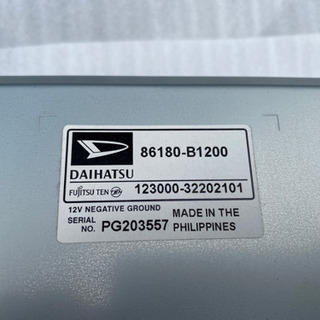 86180-B1200
DAIHATSU
FUJITSU TEN
123000-32202101
12V NEGATIVE GROUND
SERIAL NO. PG203557
MADE IN THE PHILIPPINES